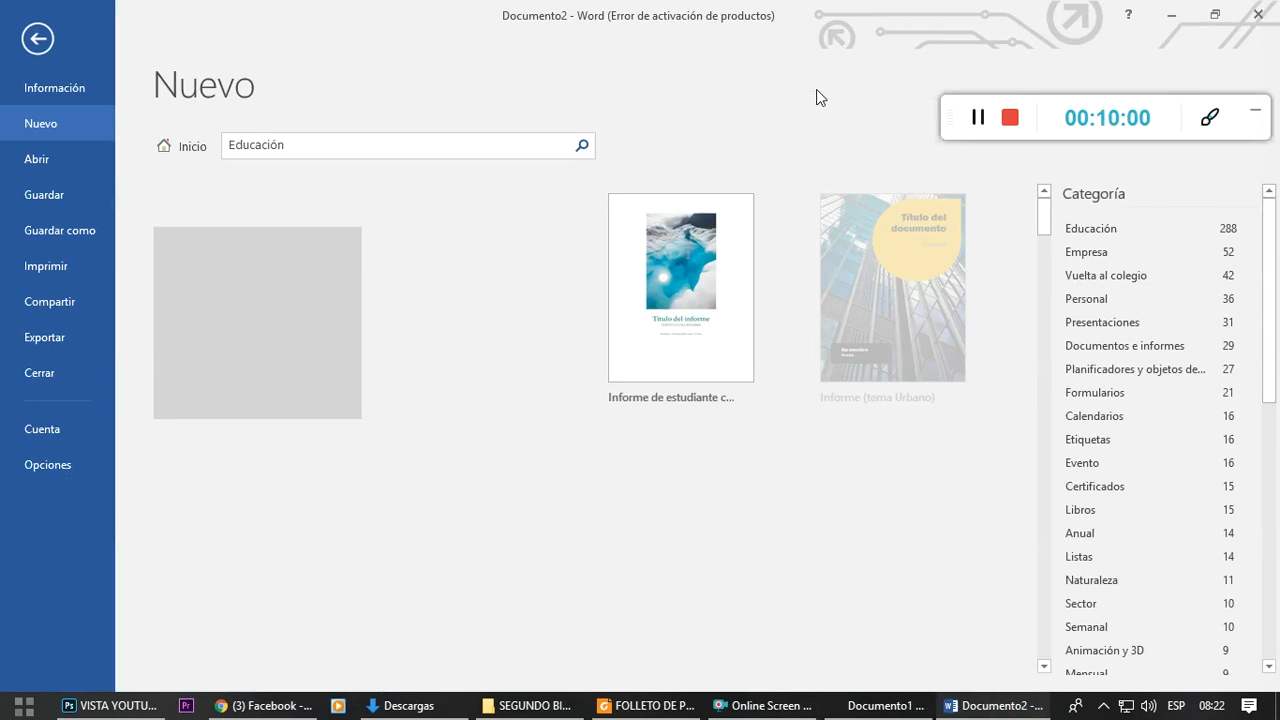 Documento2 - Word (Error de activación de productos)
?
Información
Nuevo
Abrir
Guardar
Guardar como
Imprimir
Compartir
Exportar
Cerrar
Cuenta
Opciones
Nuevo
Inicio
Educación
00:10:00
Título del informe
Informe de estudiante c...
Título del
documento
Informe (tema Urbano)
Categoría
Educación 288
Empresa 52
Vuelta al colegio 42
Personal 36
Presentaciones 31
Documentos e informes 29
Planificadores y objetos de... 27
Formularios 21
Calendarios 16
Etiquetas 16
Evento 16
Certificados 15
Libros 15
Anual 14
Listas 14
Naturaleza 11
Sector 10
Semanal 10
Animación y 3D 9
Mensual 9
Ps VISTA YOUTU...
Pr
(3) Facebook -...
Descargas
SEGUNDO BI...
FOLLETO DE P...
Online Screen ...
Documento1 ...
Documento2 -...
ESP
08:22